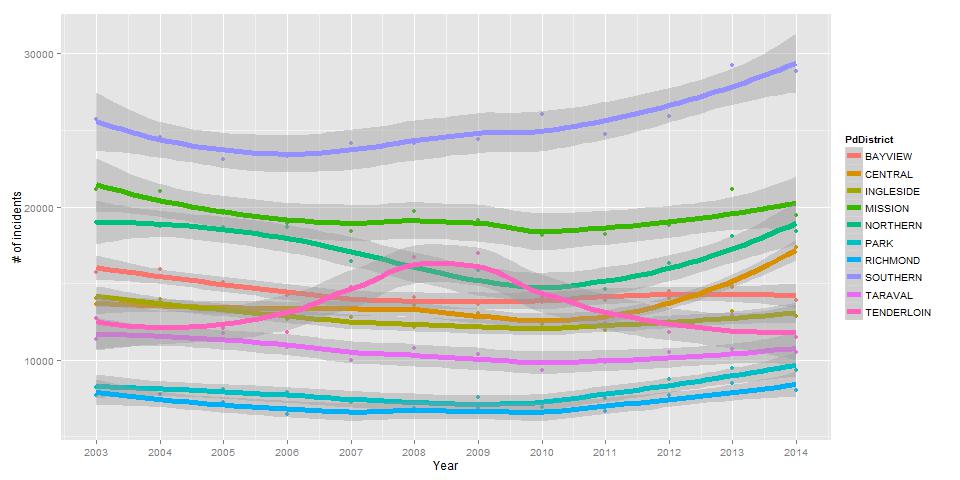 30000
20000
10000
# of incidents
2003 2004 2005 2006 2007 2008 2009 2010 2011 2012 2013 2014
Year
PdDistrict
BAYVIEW
CENTRAL
INGLESIDE
MISSION
NORTHERN
PARK
RICHMOND
SOUTHERN
TARAVAL
TENDERLOIN